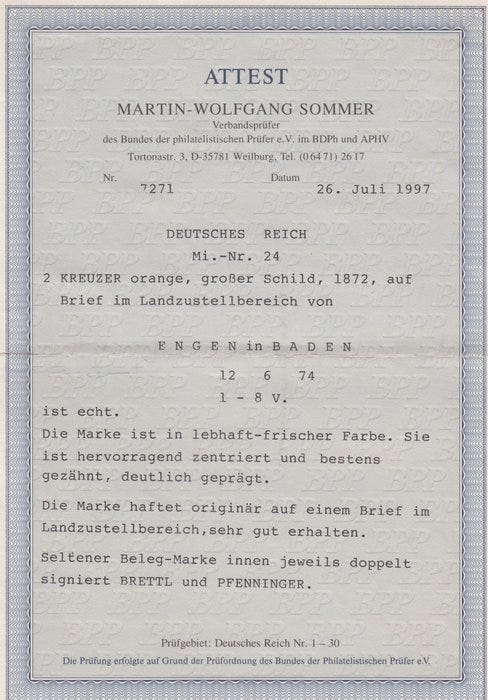 ATTEST
MARTIN-WOLFGANG SOMMER
Verbandsprüfer
des Bundes der philatelistischen Prüfer e.V. im BDPh und APHV
Tortonastr. 3, D-35781 Weilburg, Tel. (0 64 71) 26 17
Nr. 7271 Datum 26. Juli 1997
DEUTSCHES REICH
Mi.-Nr. 24
2 KREUZER orange, großer Schild, 1872, auf
Brief im Landzustellbereich von
E N G E N in B A D E N
12 6 74
1 - 8 V.
ist echt.
Die Marke ist in lebhaft-frischer Farbe. Sie
ist hervorragend zentriert und bestens
gezähnt, deutlich geprägt.
Die Marke haftet originär auf einem Brief im
Landzustellbereich,sehr gut erhalten.
Seltener Beleg-Marke innen jeweils doppelt
signiert BRETTL und PFENNINGER.
Prüfgebiet: Deutsches Reich Nr. 1 – 30
Die Prüfung erfolgte auf Grund der Prüfordnung des Bundes der Philatelistischen Prüfer e.V.